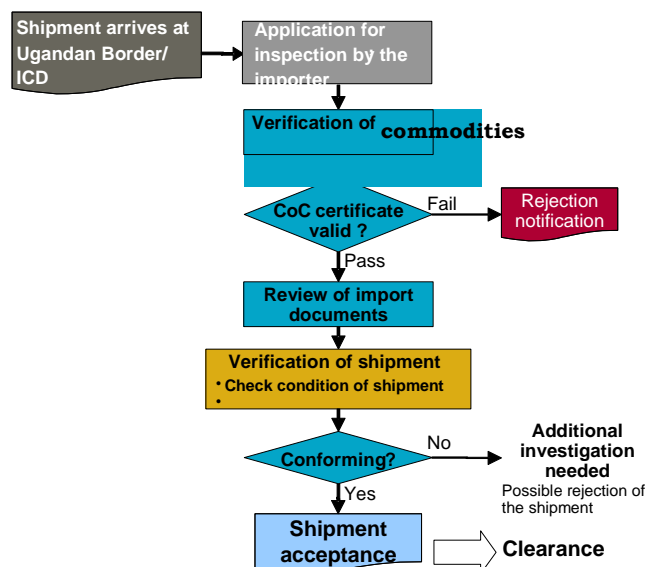 Shipment arrives at
Ugandan Border/
ICD
Application for
inspection by the
importer
Verification of commodities
CoC certificate
valid ?
Fail
Rejection
notification
Pass
Review of import
documents
Verification of shipment
• Check condition of shipment
•
Conforming?
No
Additional
investigation
needed
Possible rejection of
the shipment
Yes
Shipment
acceptance
Clearance